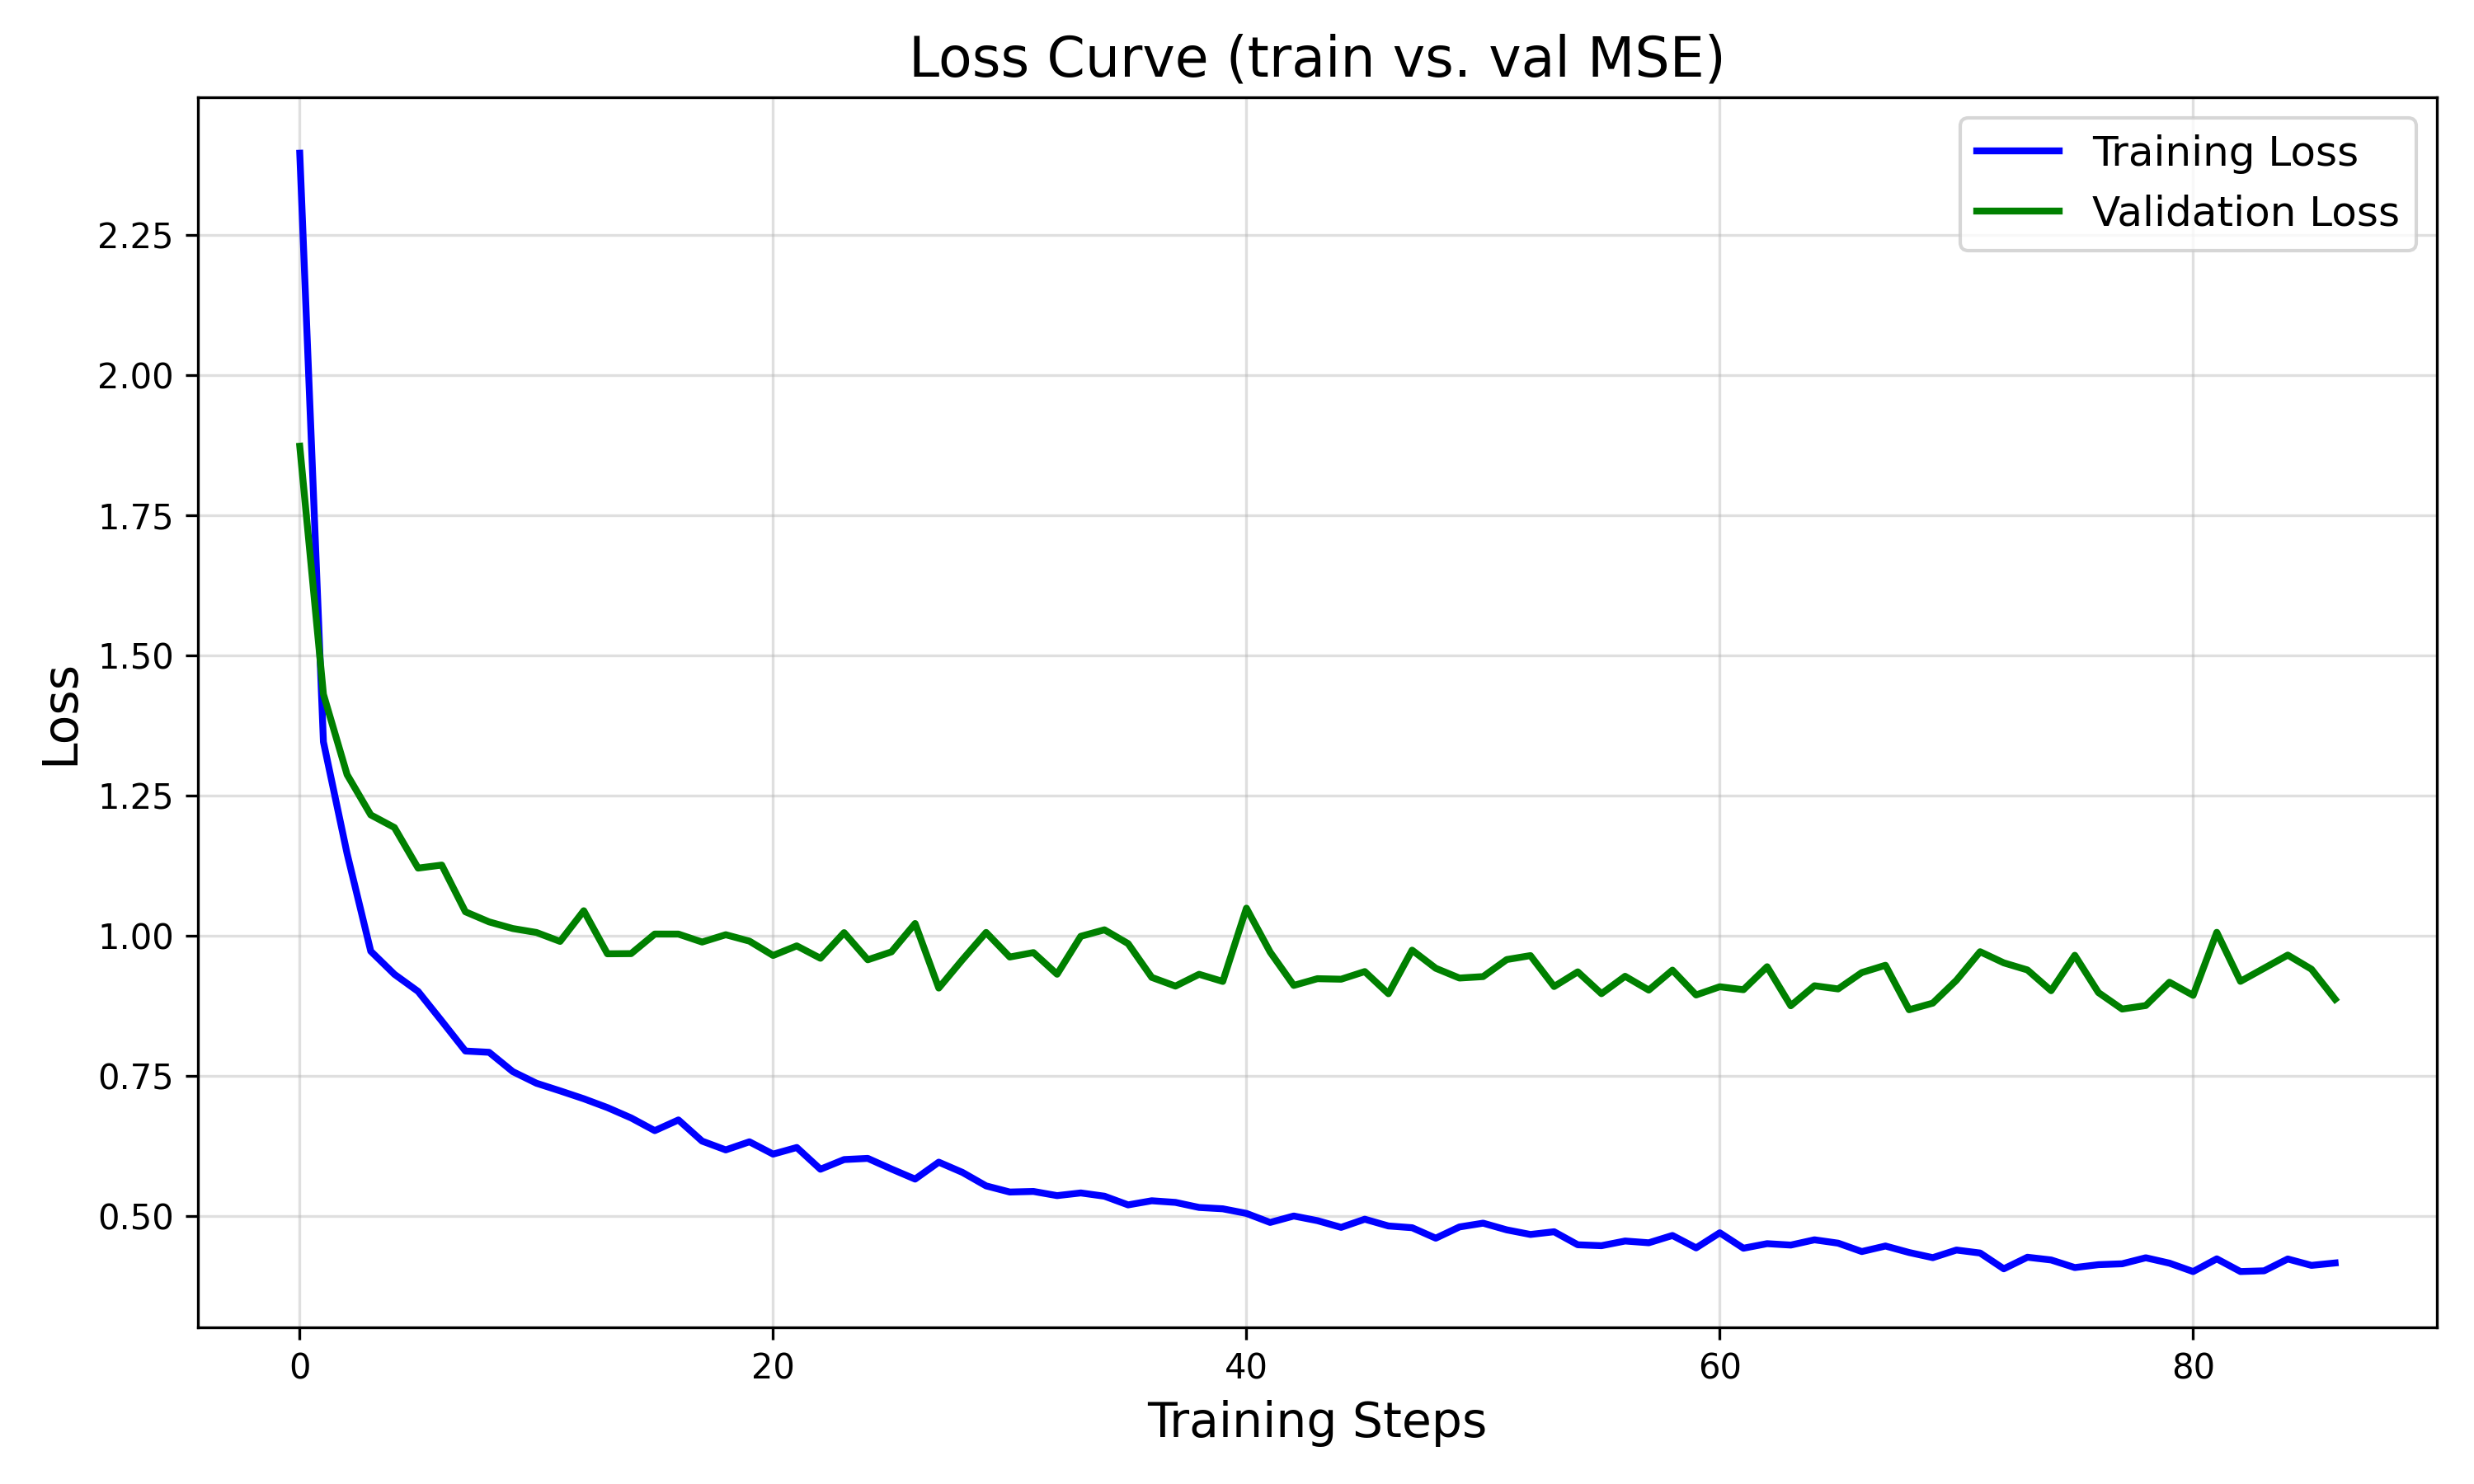 Loss Curve (train vs. val MSE)
Training Loss
Validation Loss
2.25
2.00
1.75
1.50
1.25
1.00
0.75
0.50
Loss
0 20 40 60 80
Training Steps